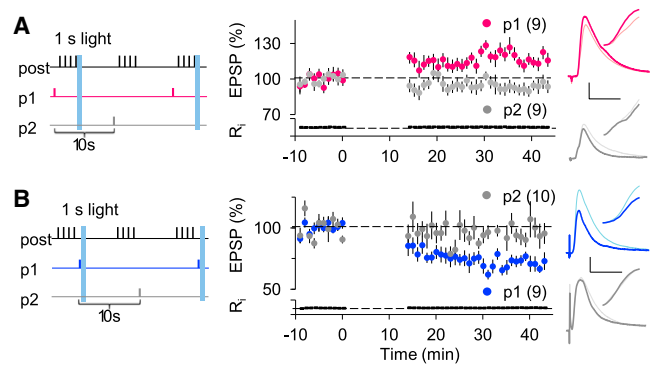 A
1 s light
post
p1
p2
10s
EPSP (%)
130
100
70
R_i
p1 (9)
p2 (9)
-10 0 10 20 30 40
B
1 s light
post
p1
p2
10s
EPSP (%)
100
50
R_i
p2 (10)
p1 (9)
-10 0 10 20 30 40
Time (min)